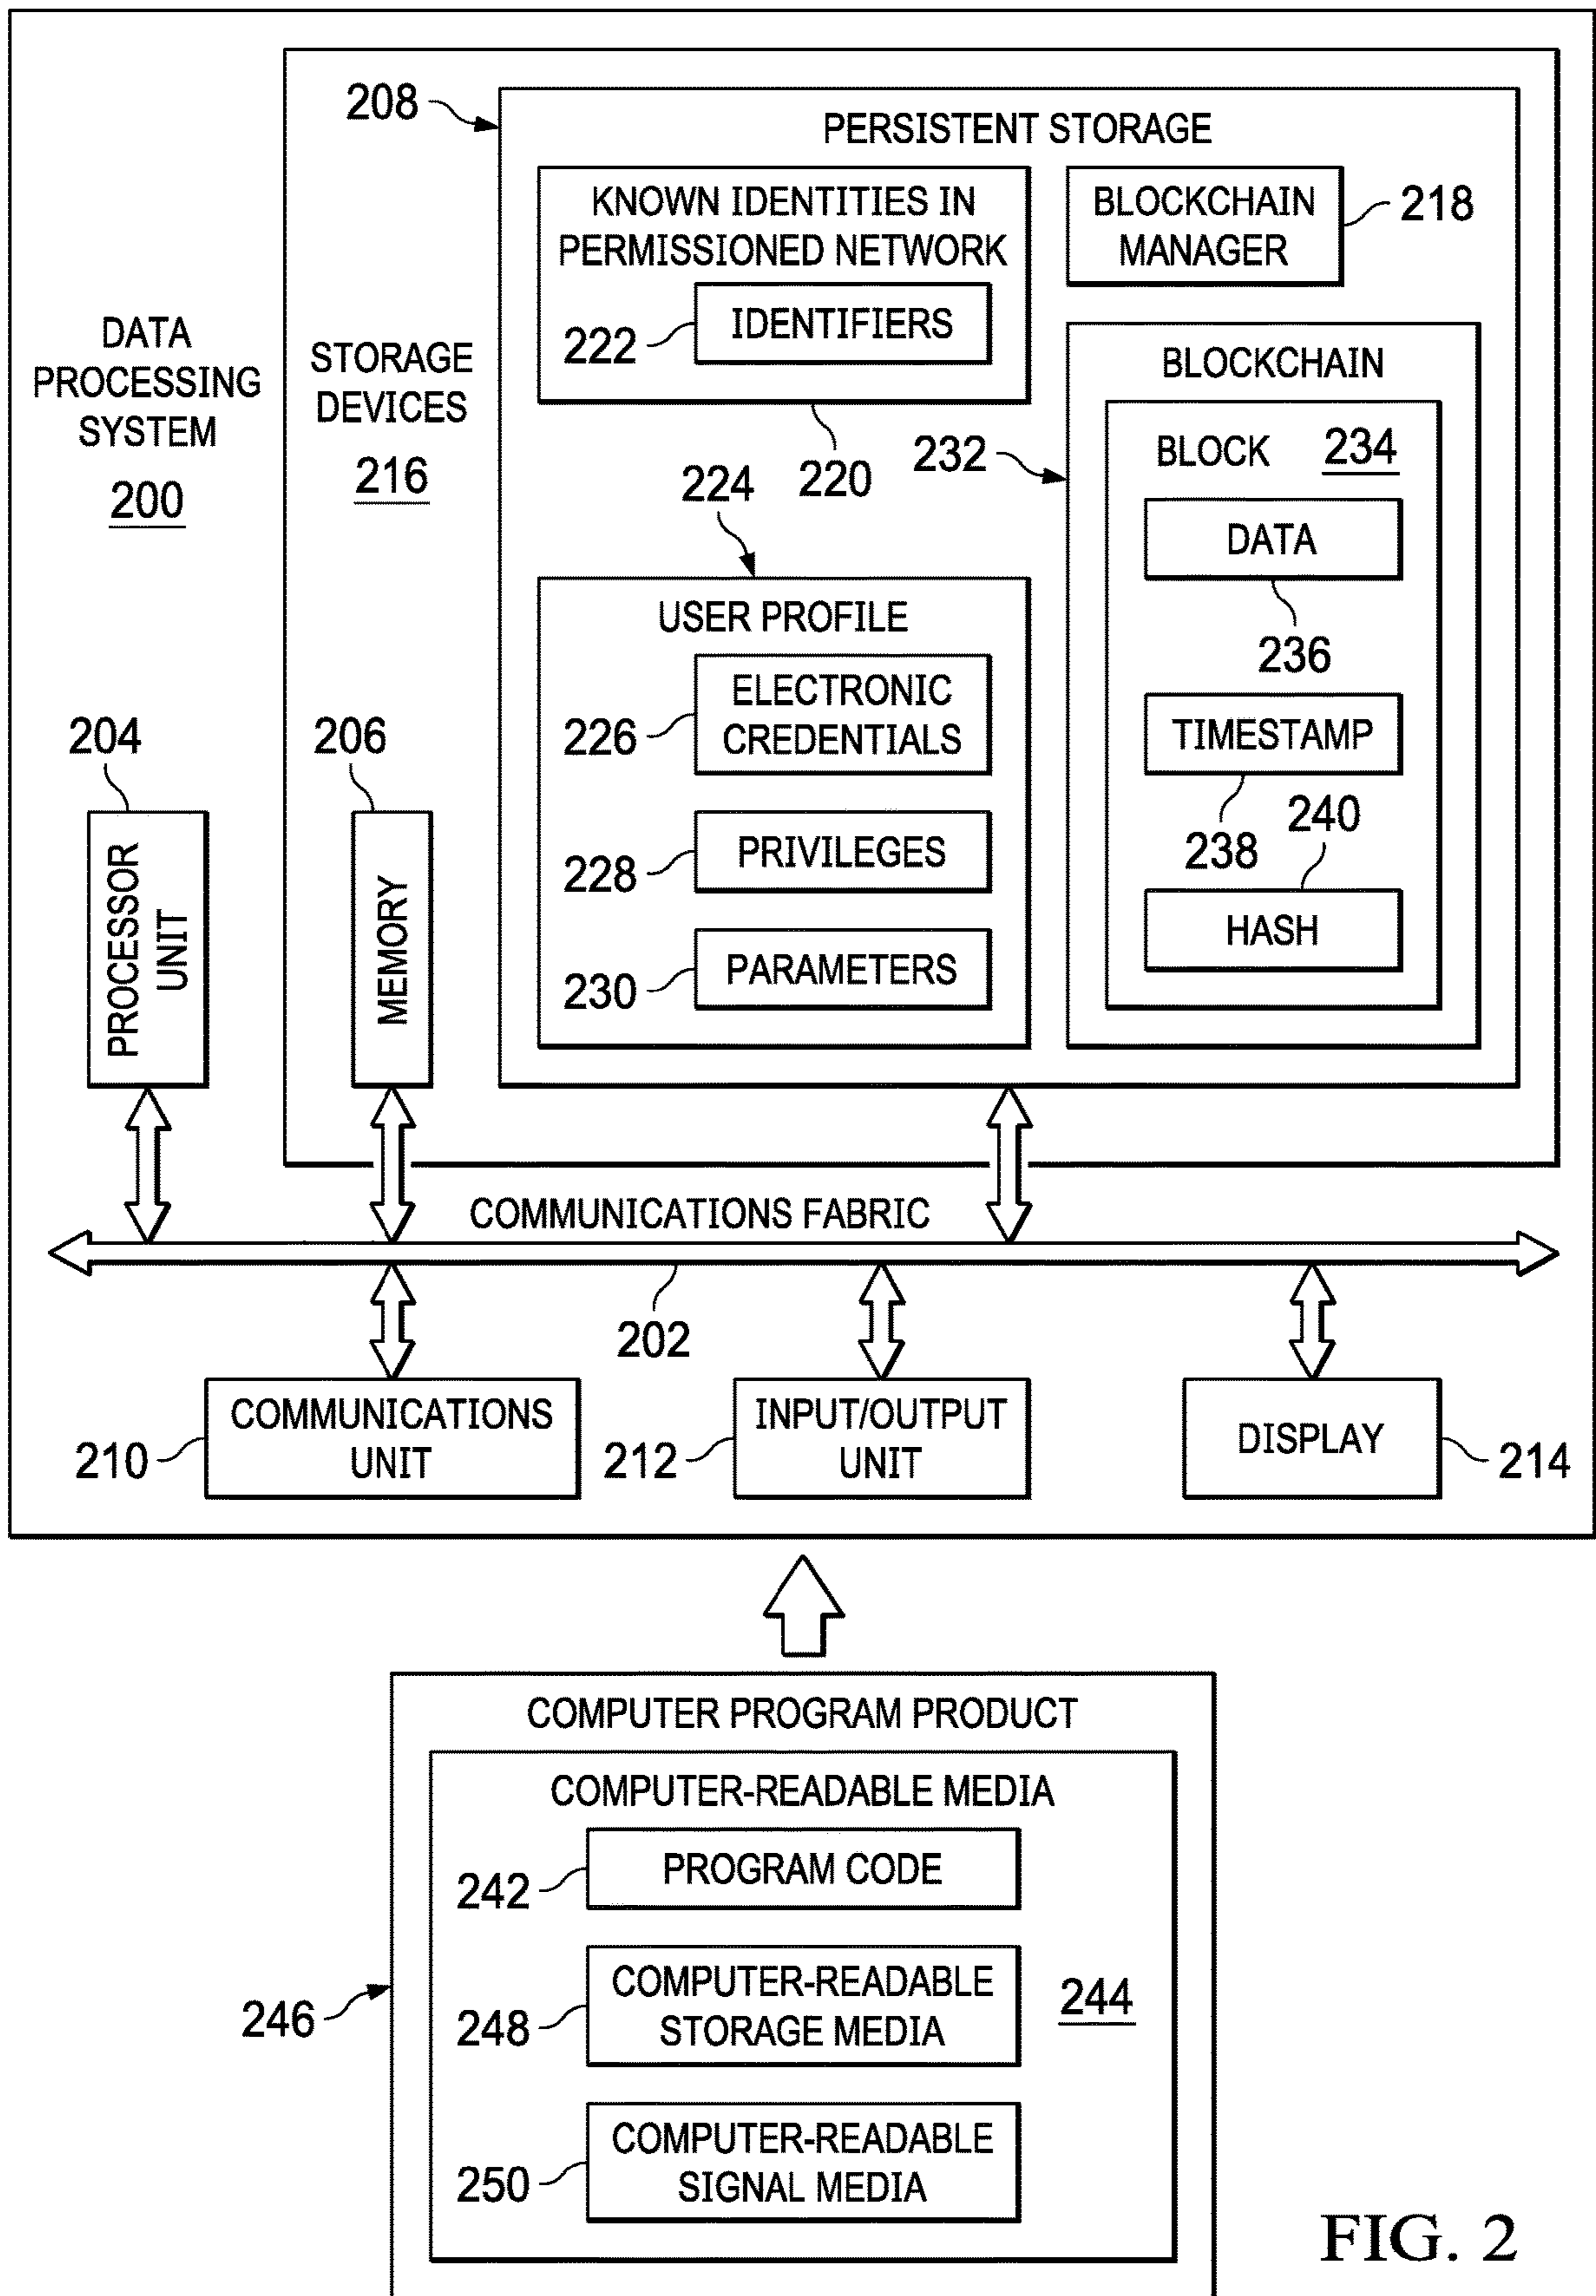 208
PERSISTENT STORAGE
KNOWN IDENTITIES IN
PERMISSIONED NETWORK
IDENTIFIERS
222
220
BLOCKCHAIN
MANAGER
218
DATA
PROCESSING
SYSTEM
200
STORAGE
DEVICES
216
BLOCKCHAIN
232
BLOCK 234
DATA
236
TIMESTAMP
238
240
HASH
224
USER PROFILE
ELECTRONIC
CREDENTIALS
226
PRIVILEGES
228
PARAMETERS
230
204
PROCESSOR
UNIT
206
MEMORY
COMMUNICATIONS FABRIC
202
COMMUNICATIONS
UNIT
210
INPUT/OUTPUT
UNIT
212
DISPLAY
214
COMPUTER PROGRAM PRODUCT
COMPUTER-READABLE MEDIA
PROGRAM CODE
242
COMPUTER-READABLE
STORAGE MEDIA
248
244
246
COMPUTER-READABLE
SIGNAL MEDIA
250
FIG. 2